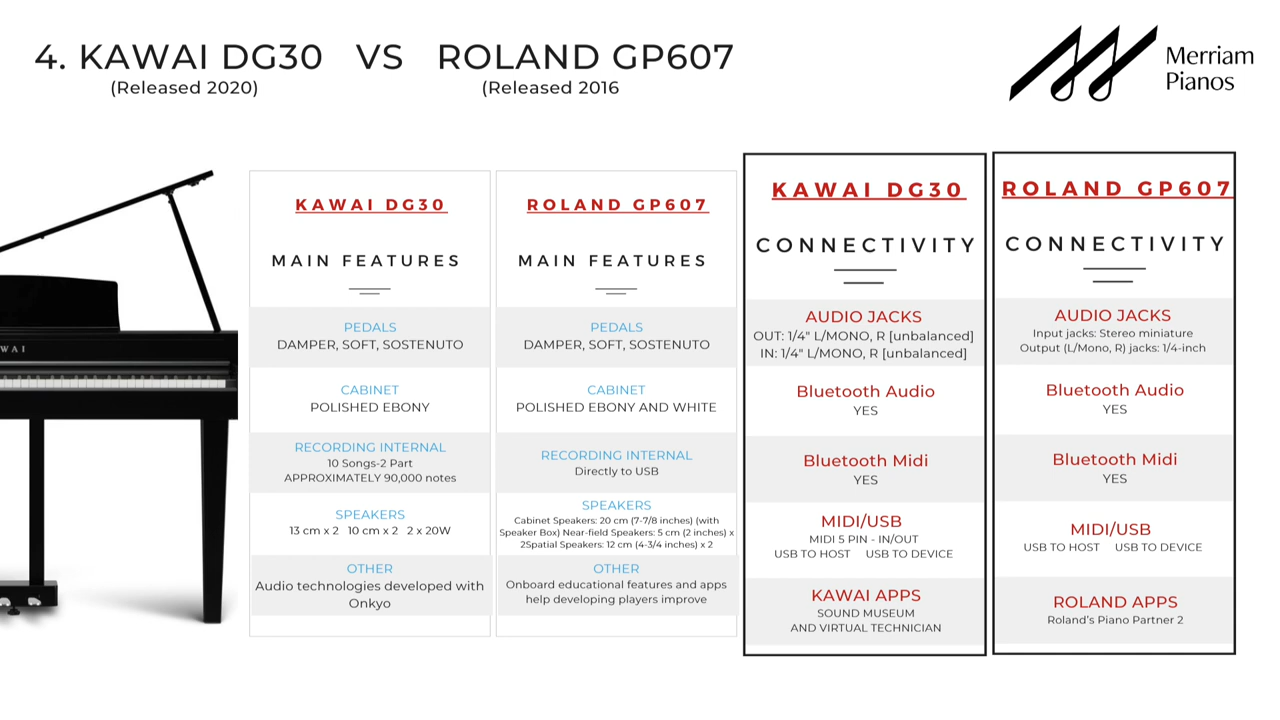 4. KAWAI DG30 VS ROLAND GP607
(Released 2020) (Released 2016
Merriam
Pianos
WAI
KAWAI DG30
MAIN FEATURES
PEDALS
DAMPER, SOFT, SOSTENUTO
CABINET
POLISHED EBONY
RECORDING INTERNAL
10 Songs-2 Part
APPROXIMATELY 90,000 notes
SPEAKERS
13 cm x 2 10 cm x 2 2 x 20W
OTHER
Audio technologies developed with
Onkyo
ROLAND GP607
MAIN FEATURES
PEDALS
DAMPER, SOFT, SOSTENUTO
CABINET
POLISHED EBONY AND WHITE
RECORDING INTERNAL
Directly to USB
SPEAKERS
Cabinet Speakers: 20 cm (7-7/8 inches) (with
Speaker Box) Near-field Speakers: 5 cm (2 inches) x
2Spatial Speakers: 12 cm (4-3/4 inches) x 2
OTHER
Onboard educational features and apps
help developing players improve
KAWAI DG30
CONNECTIVITY
AUDIO JACKS
OUT: 1/4" L/MONO, R [unbalanced]
IN: 1/4" L/MONO, R [unbalanced]
Bluetooth Audio
YES
Bluetooth Midi
YES
MIDI/USB
MIDI 5 PIN - IN/OUT
USB TO HOST USB TO DEVICE
KAWAI APPS
SOUND MUSEUM
AND VIRTUAL TECHNICIAN
ROLAND GP607
CONNECTIVITY
AUDIO JACKS
Input jacks: Stereo miniature
Output (L/Mono, R) jacks: 1/4-inch
Bluetooth Audio
YES
Bluetooth Midi
YES
MIDI/USB
USB TO HOST USB TO DEVICE
ROLAND APPS
Roland's Piano Partner 2